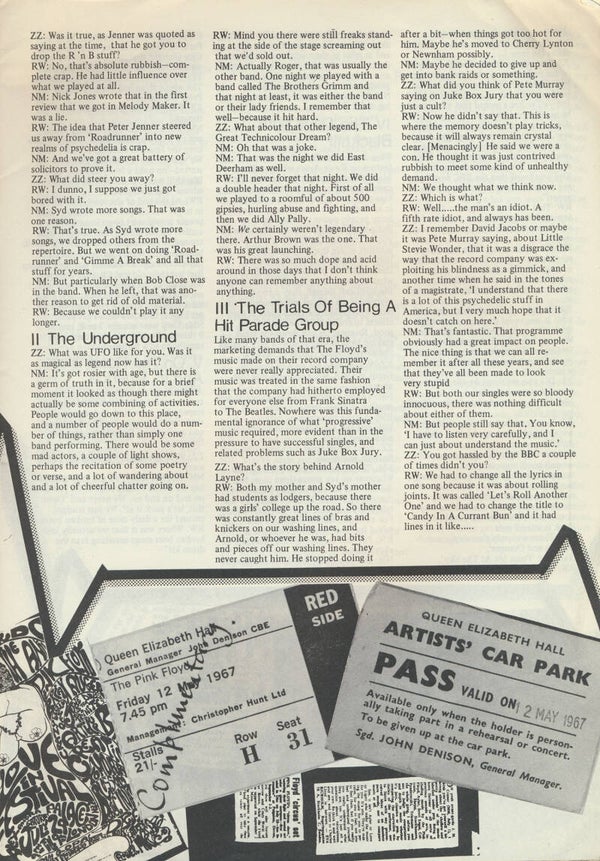 ZZ: Was it true, as Jenner was quoted as
saying at the time, that he got you to
drop the R 'n B stuff?
RW: No, that's absolute rubbish—com-
plete crap. He had little influence over
what we played at all.
NM: Nick Jones wrote that in the first
review that we got in Melody Maker. It
was a lie.
RW: The idea that Peter Jenner steered
us away from 'Roadrunner' into new
realms of psychedelia is crap.
NM: And we've got a great battery of
solicitors to prove it.
ZZ: What did steer you away?
RW: I dunno, I suppose we just got
bored with it.
NM: Syd wrote more songs. That was
one reason.
RW: That's true. As Syd wrote more
songs, we dropped others from the
repertoire. But we went on doing 'Road-
runner' and 'Gimme A Break' and all that
stuff for years.
NM: But particularly when Bob Close was
in the band. When he left, that was ano-
ther reason to get rid of old material.
RW: Because we couldn't play it any
longer.
II The Underground
ZZ: What was UFO like for you. Was it
as magical as legend now has it?
NM: It's got rosier with age, but there is
a germ of truth in it, because for a brief
moment it looked as though there might
actually be some combining of activities.
People would go down to this place,
and a number of people would do a num-
ber of things, rather than simply one
band performing. There would be some
mad actors, a couple of light shows,
perhaps the recitation of some poetry
or verse, and a lot of wandering about
and a lot of cheerful chatter going on.
RW: Mind you there were still freaks stand-
ing at the side of the stage screaming out
that we'd sold out.
NM: Actually Roger, that was usually the
other band. One night we played with a
band called The Brothers Grimm and
that night at least, it was either the band
or their lady friends. I remember that
well—because it hit hard.
ZZ: What about that other legend, The
Great Technicolour Dream?
NM: Oh that was a joke.
NM: That was the night we did East
Deerham as well.
RW: I'll never forget that night. We did
a double header that night. First of all
we played to a roomful of about 500
gipsies, hurling abuse and fighting, and
then we did Ally Pally.
NM: We certainly weren't legendary
there. Arthur Brown was the one. That
was his great launching.
RW: There was so much dope and acid
around in those days that I don't think
anyone can remember anything about
anything.
III 'The Trials Of Being A
Hit Parade Group
Like many bands of that era, the
marketing demands that The Floyd's
music made on their record company
were never really appreciated. Their
music was treated in the same fashion
that the company had hitherto employed
for everyone else from Frank Sinatra
to The Beatles. Nowhere was this funda-
mental ignorance of what 'progressive'
music required, more evident than in the
pressure to have successful singles, and
related problems such as Juke Box Jury.
ZZ: What's the story behind Arnold
Layne?
RW: Both my mother and Syd's mother
had students as lodgers, because there
was a girls' college up the road. So there
was constantly great lines of bras and
knickers on our washing lines, and
Arnold, or whoever he was, had bits
and pieces off our washing lines. They
never caught him. He stopped doing it
after a bit—when things got too hot for
him. Maybe he's moved to Cherry Lynton
or Newnham possibly.
NM: Maybe he decided to give up and
get into bank raids or something.
ZZ: What did you think of Pete Murray
saying on Juke Box Jury that you were
just a cult?
RW: Now he didn't say that. This is
where the memory doesn't play tricks,
because it will always remain crystal
clear. [Menacingly] He said we were a
con. He thought it was just contrived
rubbish to meet some kind of unhealthy
demand.
NM: We thought what we think now.
ZZ: Which is what?
RW: Well....the man's an idiot. A
fifth rate idiot, and always has been.
ZZ: I remember David Jacobs or maybe
it was Pete Murray saying, about Little
Stevie Wonder, that it was a disgrace the
way that the record company was ex-
ploiting his blindness as a gimmick, and
another time when he said in the tones
of a magistrate, 'I understand that there
is a lot of this psychedelic stuff in
America, but I very much hope that it
doesn't catch on here.'
NM: That's fantastic. That programme
obviously had a great impact on people.
The nice thing is that we can all re-
member it after all these years, and see
that they've all been made to look
very stupid
RW: But both our singles were so bloody
innocuous, there was nothing difficult
about either of them.
NM: But people still say that. You know,
'I have to listen very carefully, and I
can just about understand the music.'
ZZ: You got hassled by the BBC a couple
of times didn't you?
RW: We had to change all the lyrics in
one song because it was about rolling
joints. It was called 'Let's Roll Another
One' and we had to change the title to
'Candy In A Currant Bun' and it had
lines in it like.....
Queen Elizabeth Hall
General Manager John Denison CBE
The Pink Floyd
Friday 12 May 1967
7.45 pm
Management: Christopher Hunt Ltd
Stalls
21/-
Row
H
Seat
31
RED
SIDE
Complimentary.
QUEEN ELIZABETH HALL
ARTISTS' CAR PARK
PASS VALID ON 12 MAY 1967
Available only when the holder is person-
ally taking part in a rehearsal or concert.
To be given up at the car park.
Sgd. JOHN DENISON, General Manager.
Floyd 'circus' set